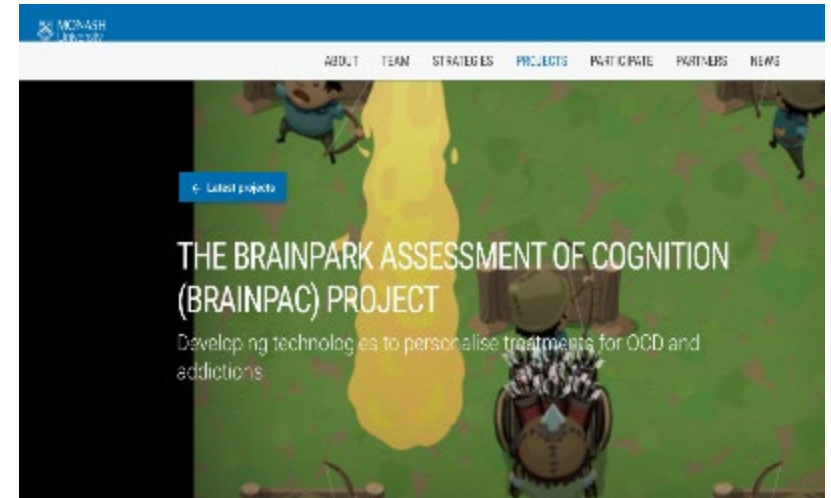 MONASH
University
ABOUT TEAM STRATEGIES PROJECTS PARTICIPATE PARTNERS NEWS
← Latest projects
THE BRAINPARK ASSESSMENT OF COGNITION
(BRAINPAC) PROJECT
Developing technologies to personalise treatments for OCD and
addictions